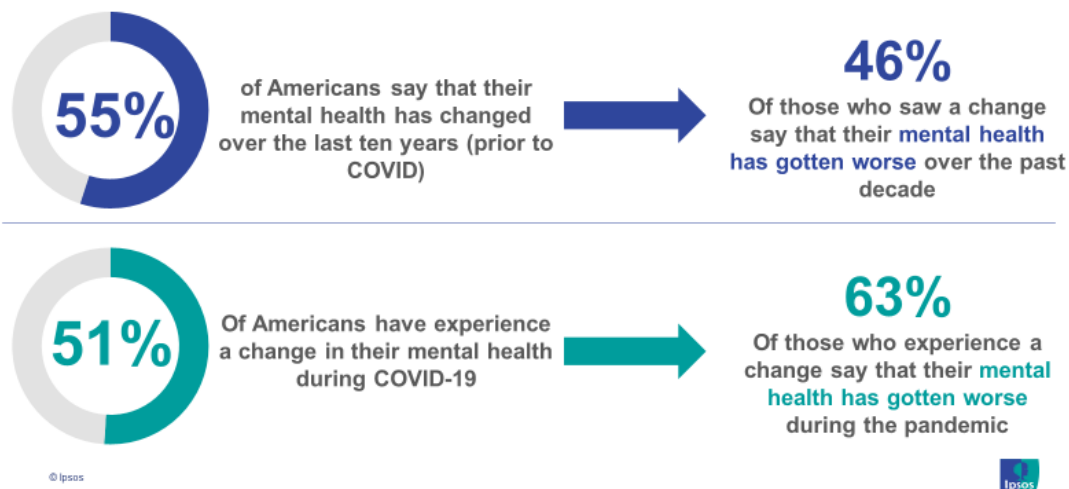 55%
of Americans say that their
mental health has changed
over the last ten years (prior to
COVID)
46%
Of those who saw a change
say that their mental health
has gotten worse over the past
decade
51%
Of Americans have experience
a change in their mental health
during COVID-19
63%
Of those who experience a
change say that their mental
health has gotten worse
during the pandemic
© Ipsos
Ipsos